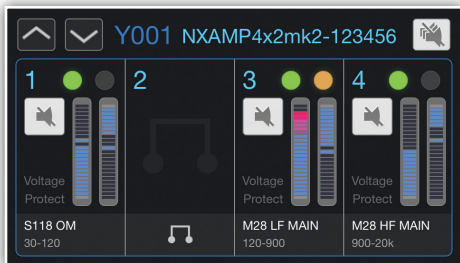 Y001 NXAMP4x2mk2-123456
1 2 3 4
Voltage Voltage Voltage
Protect Protect Protect
S118 OM M28 LF MAIN M28 HF MAIN
30-120 120-900 900-20k